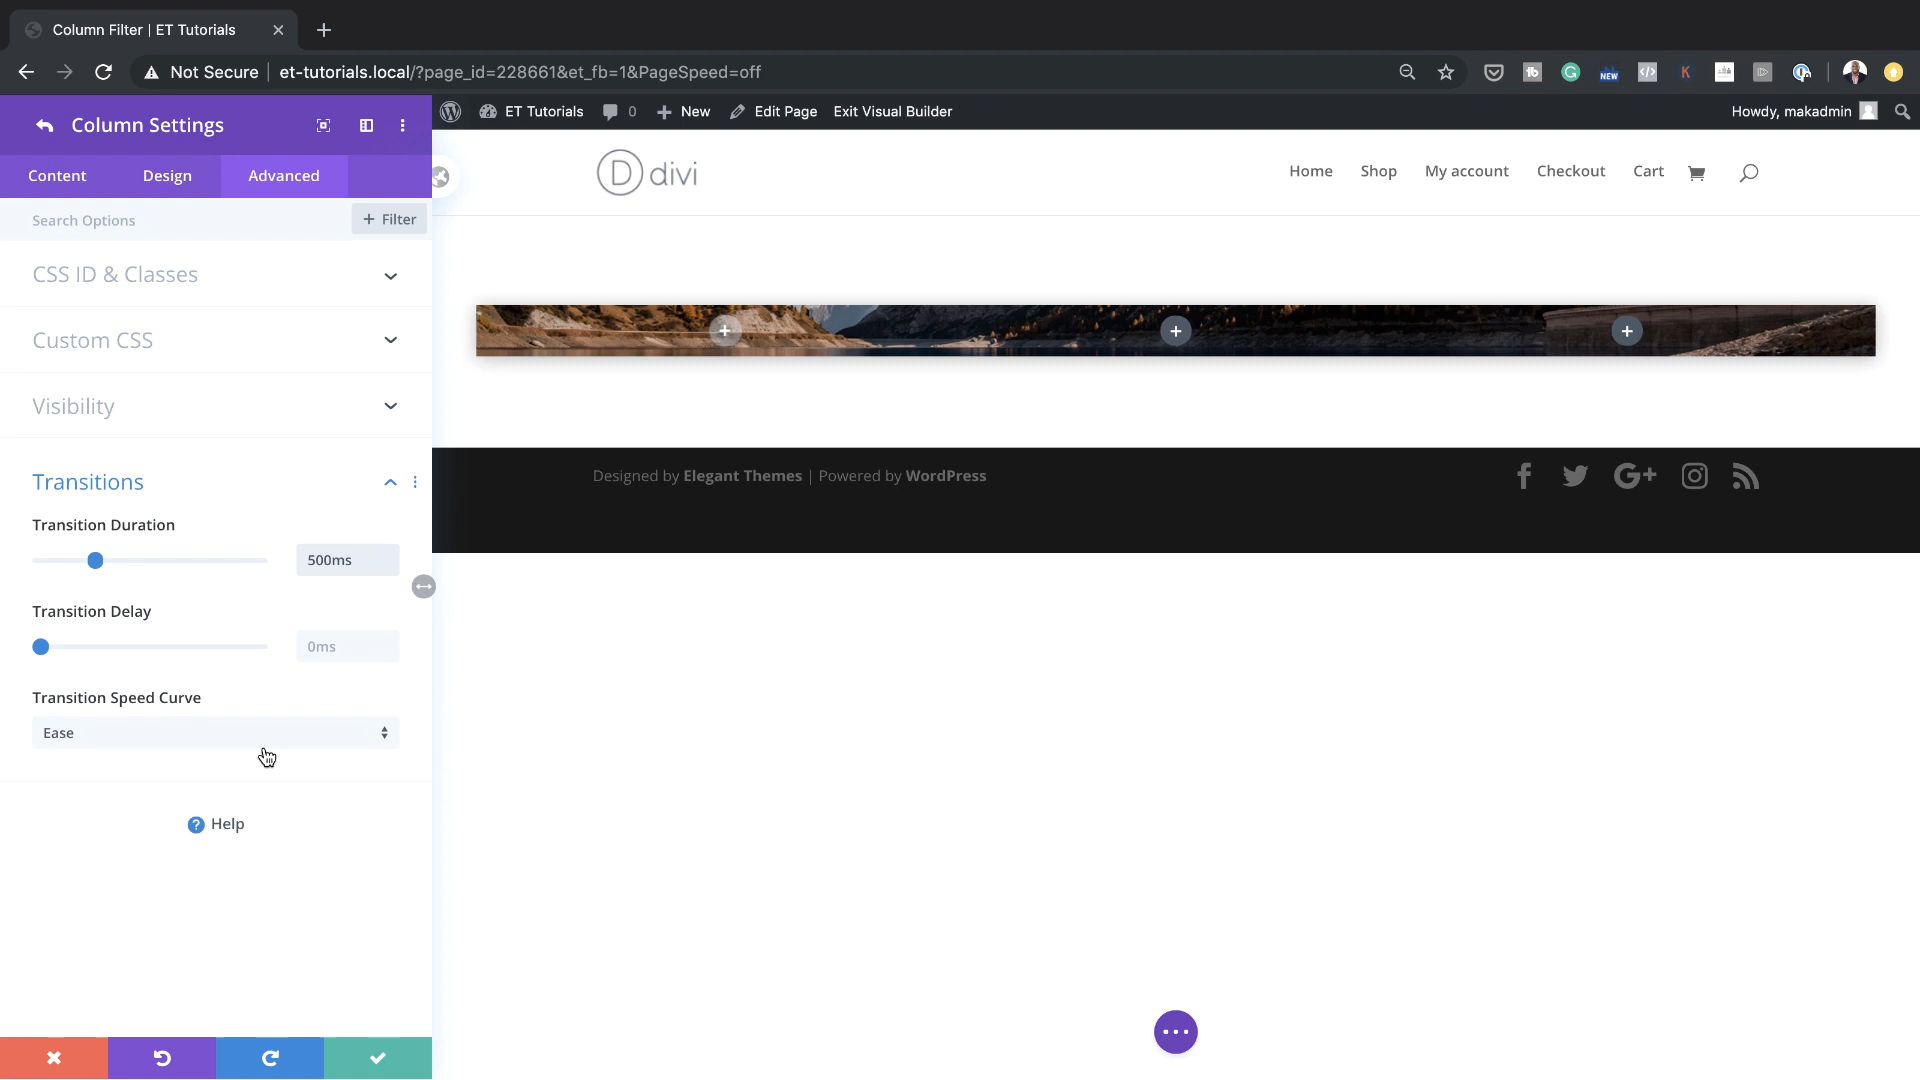 Column Filter | ET Tutorials
Not Secure
et-tutorials.local/?page_id=228661&et_fb=1&PageSpeed=off
NEW
K
Column Settings
ET Tutorials
0
New
Edit Page
Exit Visual Builder
Howdy, makadmin
Content
Design
Advanced
D divi
Home
Shop
My account
Checkout
Cart
Search Options
+ Filter
CSS ID & Classes
Custom CSS
Visibility
Transitions
Designed by Elegant Themes | Powered by WordPress
Transition Duration
500ms
Transition Delay
0ms
Transition Speed Curve
Ease
Help